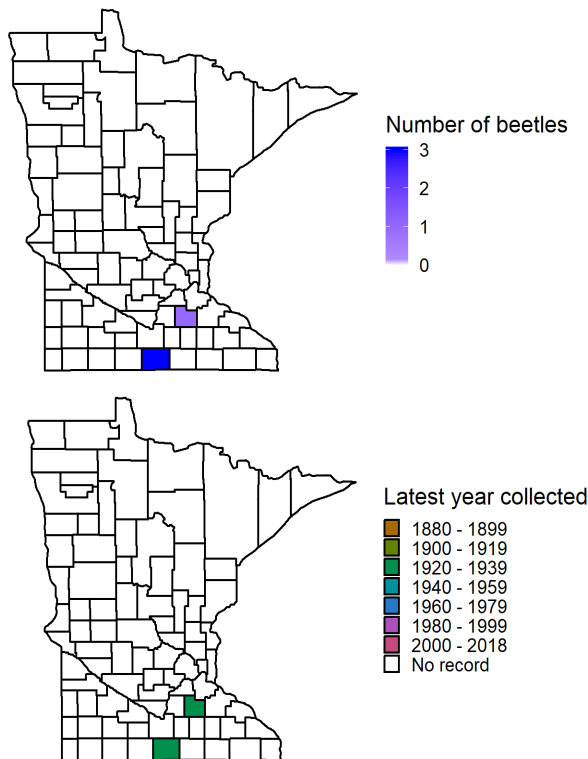 Number of beetles
3
2
1
0
Latest year collected
1880 - 1899
1900 - 1919
1920 - 1939
1940 - 1959
1960 - 1979
1980 - 1999
2000 - 2018
No record